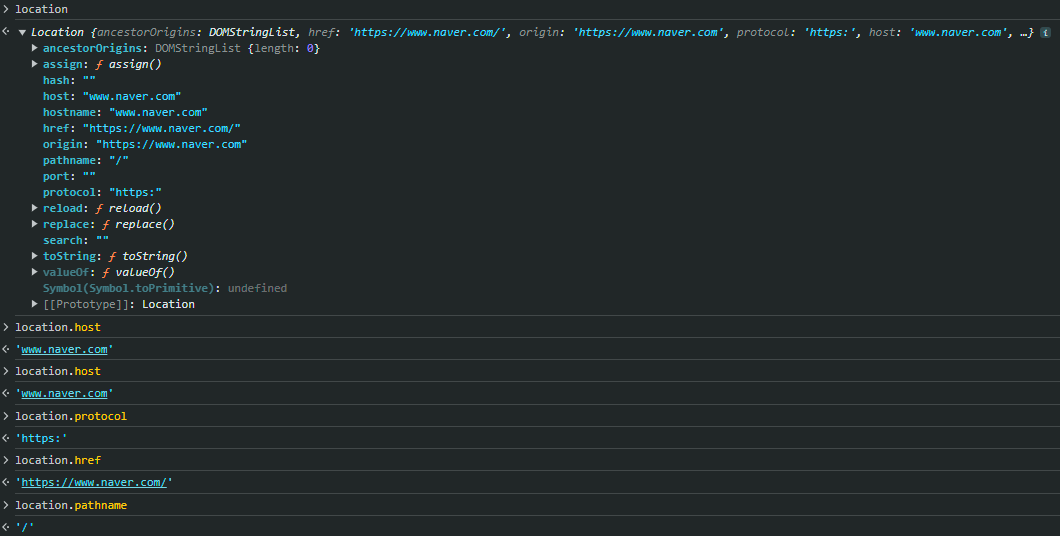 > location
<· ▼ Location {ancestorOrigins: DOMStringList, href: 'https://www.naver.com/', origin: 'https://www.naver.com', protocol: 'https:', host: 'www.naver.com', …} i
▶ ancestorOrigins: DOMStringList {length: 0}
▶ assign: ƒ assign()
hash: ""
host: "www.naver.com"
hostname: "www.naver.com"
href: "https://www.naver.com/"
origin: "https://www.naver.com"
pathname: "/"
port: ""
protocol: "https:"
▶ reload: ƒ reload()
▶ replace: ƒ replace()
search: ""
▶ toString: ƒ toString()
▶ valueOf: ƒ valueOf()
Symbol(Symbol.toPrimitive): undefined
▶ [[Prototype]]: Location
> location.host
<· 'www.naver.com'
> location.host
<· 'www.naver.com'
> location.protocol
<· 'https:'
> location.href
<· 'https://www.naver.com/'
> location.pathname
<· '/'